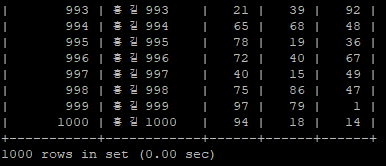 | 993 | 홍 길 993 | 21 | 39 | 92 |
| 994 | 홍 길 994 | 65 | 68 | 48 |
| 995 | 홍 길 995 | 78 | 19 | 36 |
| 996 | 홍 길 996 | 72 | 40 | 67 |
| 997 | 홍 길 997 | 40 | 15 | 49 |
| 998 | 홍 길 998 | 75 | 86 | 47 |
| 999 | 홍 길 999 | 97 | 79 | 1 |
| 1000 | 홍 길 1000 | 94 | 18 | 14 |
+-----------+-------------+------+------+------+
1000 rows in set (0.00 sec)